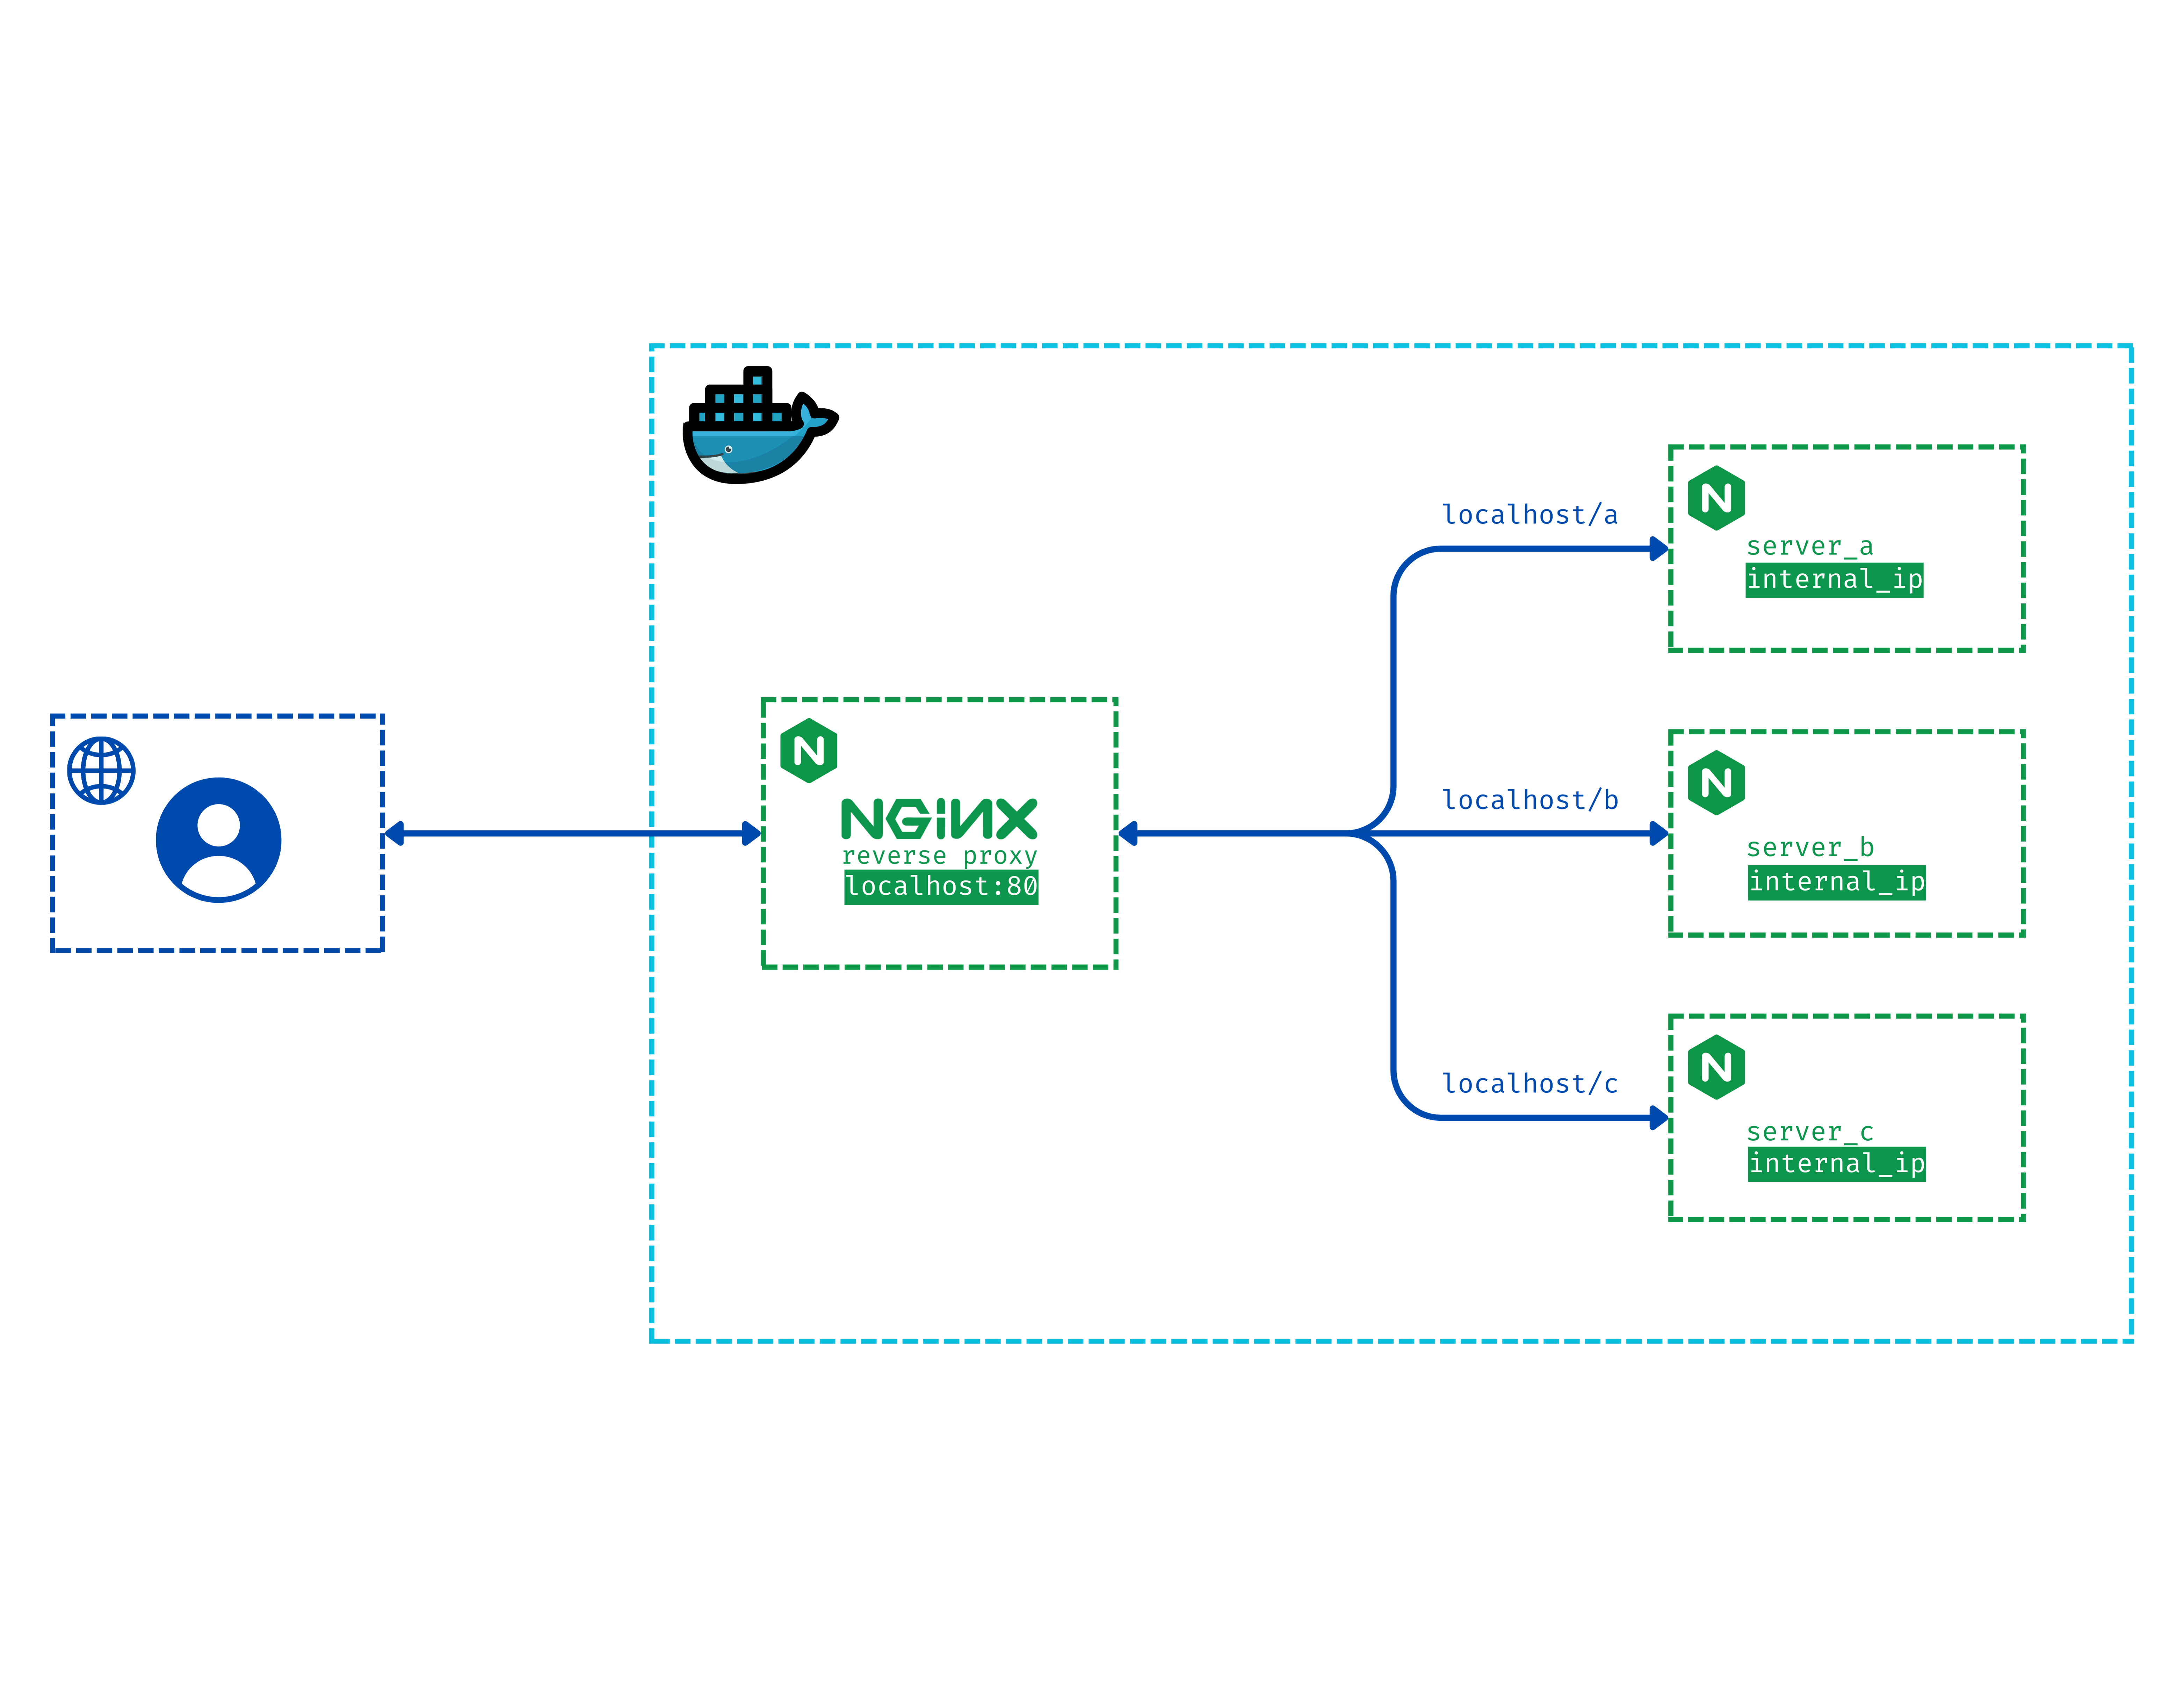 localhost/a
N
server_a
internal_ip
N
NGINX
reverse proxy
localhost:80
localhost/b
N
server_b
internal_ip
localhost/c
N
server_c
internal_ip